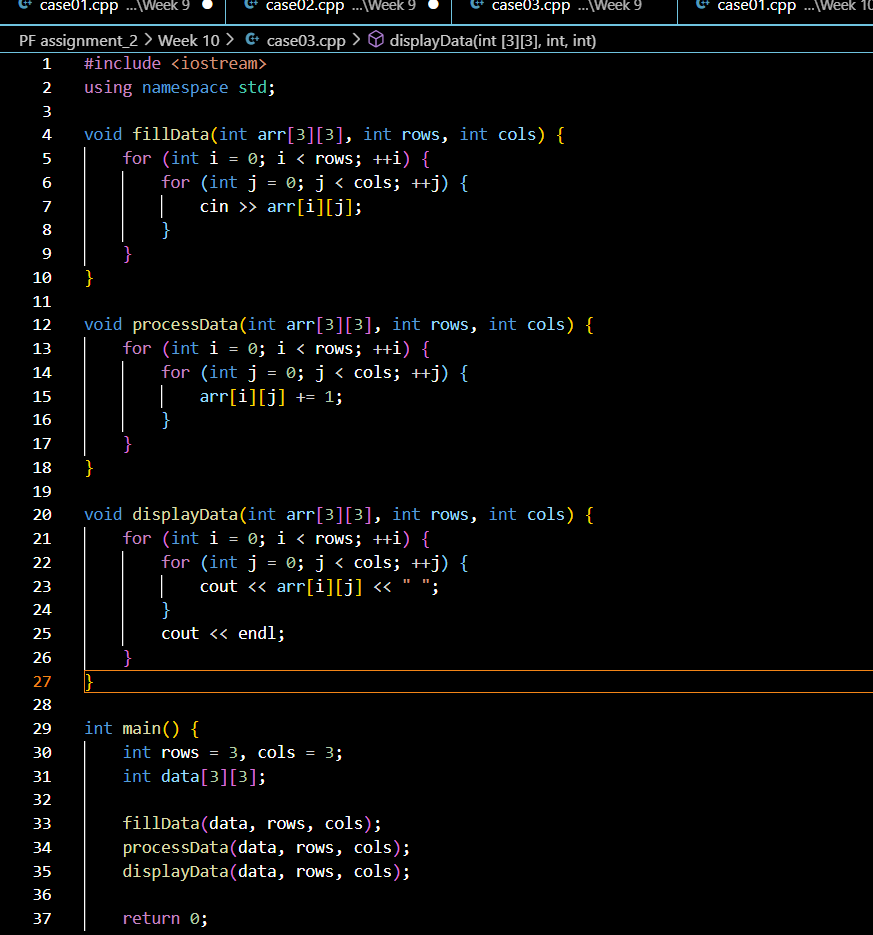 case01.cpp ...\Week 9 ● case02.cpp ...\Week 9 ● case03.cpp ...\Week 9 case01.cpp ...\Week 10
PF assignment_2 > Week 10 > case03.cpp > displayData(int [3][3], int, int)
1 #include <iostream>
2 using namespace std;
3
4 void fillData(int arr[3][3], int rows, int cols) {
5     for (int i = 0; i < rows; ++i) {
6         for (int j = 0; j < cols; ++j) {
7             cin >> arr[i][j];
8         }
9     }
10 }
11
12 void processData(int arr[3][3], int rows, int cols) {
13     for (int i = 0; i < rows; ++i) {
14         for (int j = 0; j < cols; ++j) {
15             arr[i][j] += 1;
16         }
17     }
18 }
19
20 void displayData(int arr[3][3], int rows, int cols) {
21     for (int i = 0; i < rows; ++i) {
22         for (int j = 0; j < cols; ++j) {
23             cout << arr[i][j] << " ";
24         }
25         cout << endl;
26     }
27 }
28
29 int main() {
30     int rows = 3, cols = 3;
31     int data[3][3];
32
33     fillData(data, rows, cols);
34     processData(data, rows, cols);
35     displayData(data, rows, cols);
36
37     return 0;